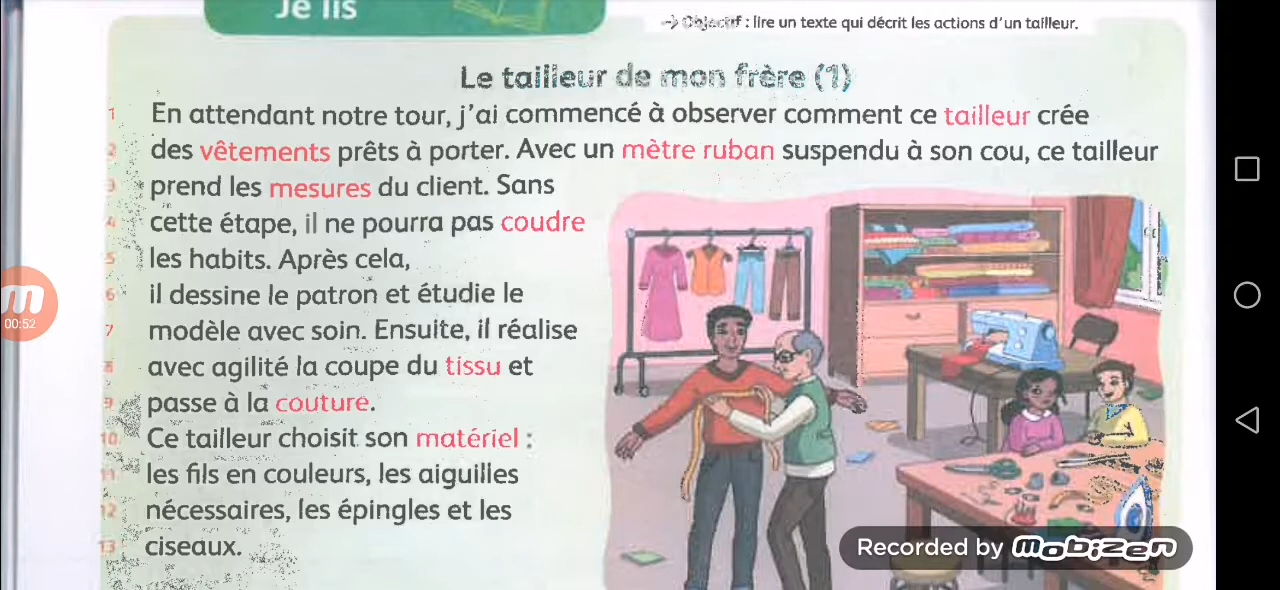 Je lis
→ Objectif : lire un texte qui décrit les actions d'un tailleur.
Le tailleur de mon frère (1)
1 En attendant notre tour, j'ai commencé à observer comment ce tailleur crée
2 des vêtements prêts à porter. Avec un mètre ruban suspendu à son cou, ce tailleur
3 prend les mesures du client. Sans
4 cette étape, il ne pourra pas coudre
5 les habits. Après cela,
6 il dessine le patron et étudie le
7 modèle avec soin. Ensuite, il réalise
8 avec agilité la coupe du tissu et
9 passe à la couture.
10 Ce tailleur choisit son matériel :
11 les fils en couleurs, les aiguilles
12 nécessaires, les épingles et les
13 ciseaux.
00:52
Recorded by mobizen